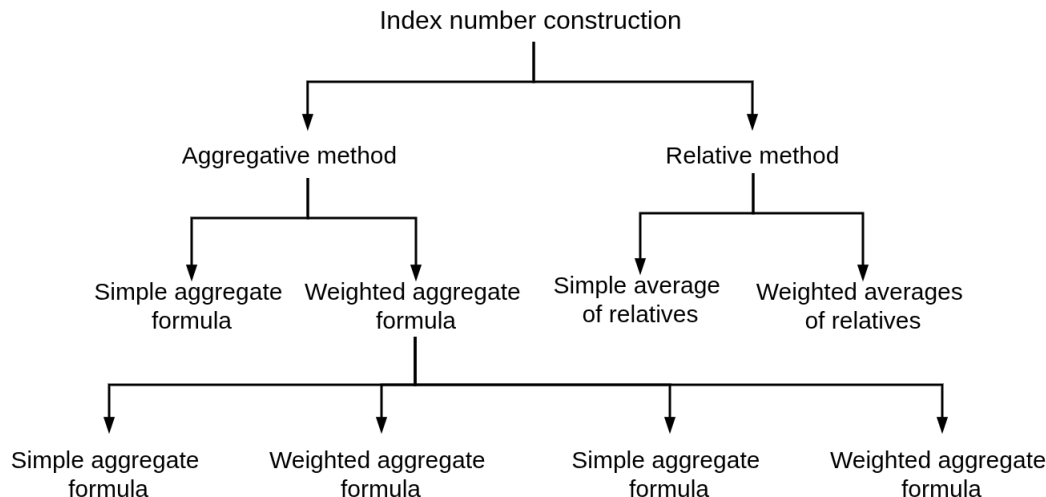 Index number construction
Aggregative method
Relative method
Simple aggregate
formula
Weighted aggregate
formula
Simple average
of relatives
Weighted averages
of relatives
Simple aggregate
formula
Weighted aggregate
formula
Simple aggregate
formula
Weighted aggregate
formula